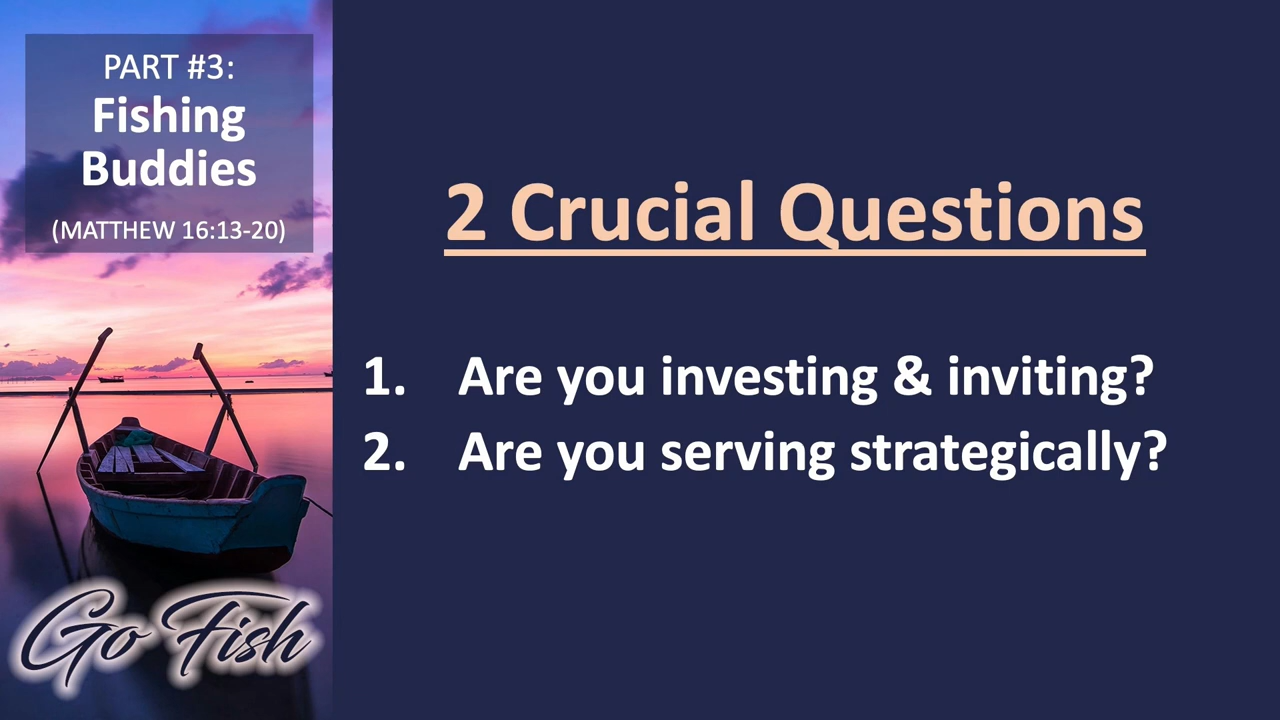 PART #3:
Fishing
Buddies
(MATTHEW 16:13-20)
Go Fish
2 Crucial Questions
1. Are you investing & inviting?
2. Are you serving strategically?